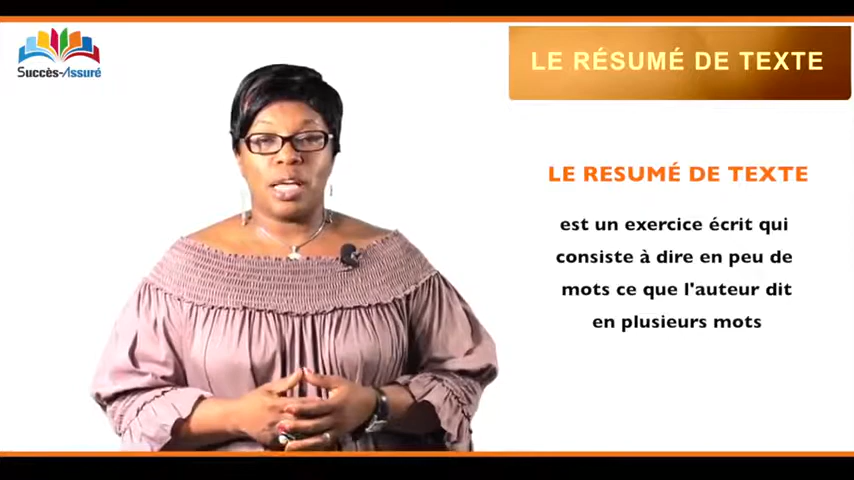 Succès-Assuré
LE RÉSUMÉ DE TEXTE
LE RESUMÉ DE TEXTE
est un exercice écrit qui
consiste à dire en peu de
mots ce que l'auteur dit
en plusieurs mots